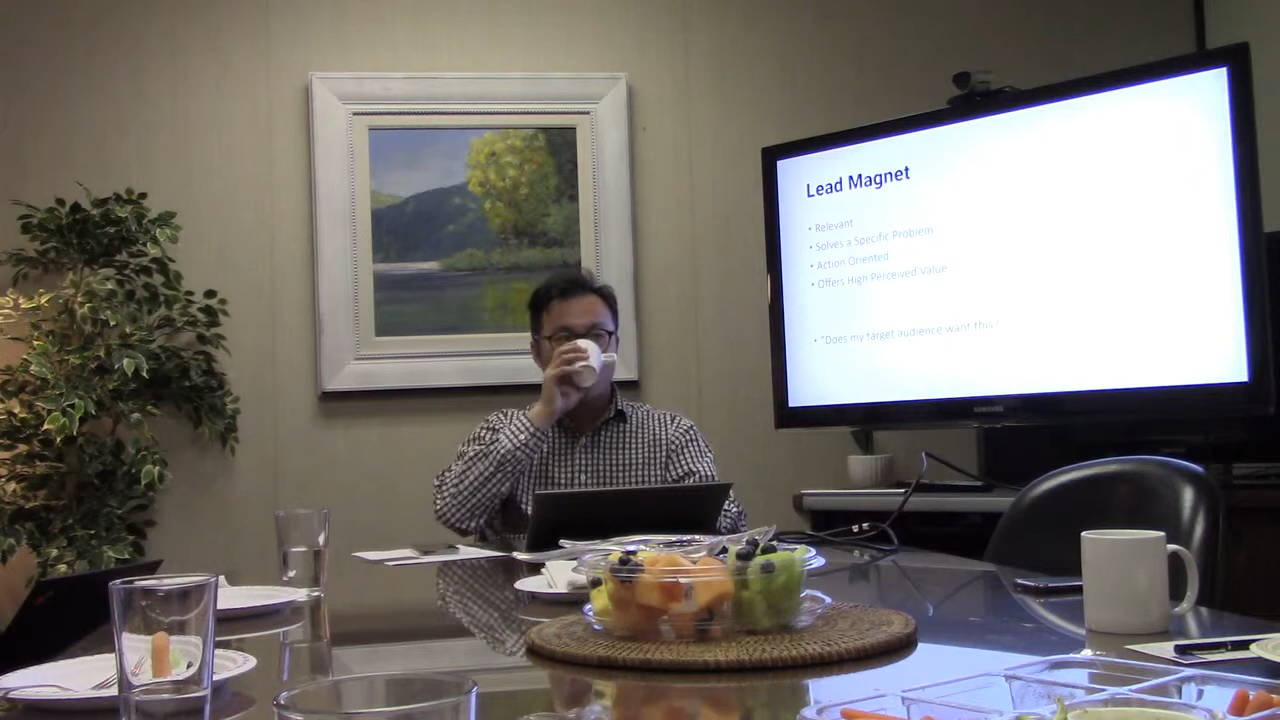 Lead Magnet
• Relevant
• Solves a Specific Problem
• Action Oriented
• Offers High Perceived Value
• "Does my target audience want this?
SAMSUNG